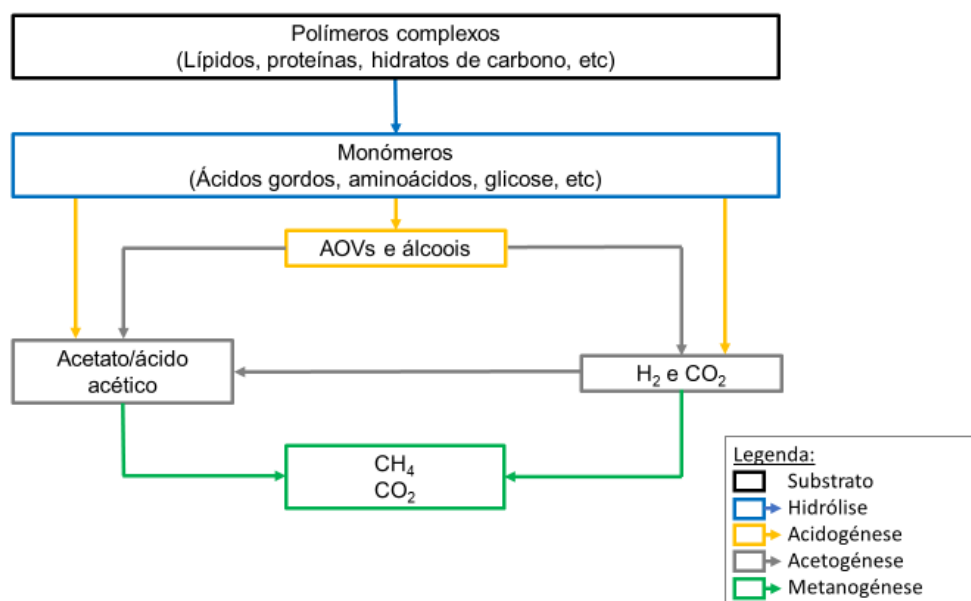 Polímeros complexos
(Lípidos, proteínas, hidratos de carbono, etc)
Monómeros
(Ácidos gordos, aminoácidos, glicose, etc)
AOVs e álcoois
Acetato/ácido
acético
H₂ e CO₂
CH₄
CO₂
Legenda:
Substrato
Hidrólise
Acidogénese
Acetogénese
Metanogénese